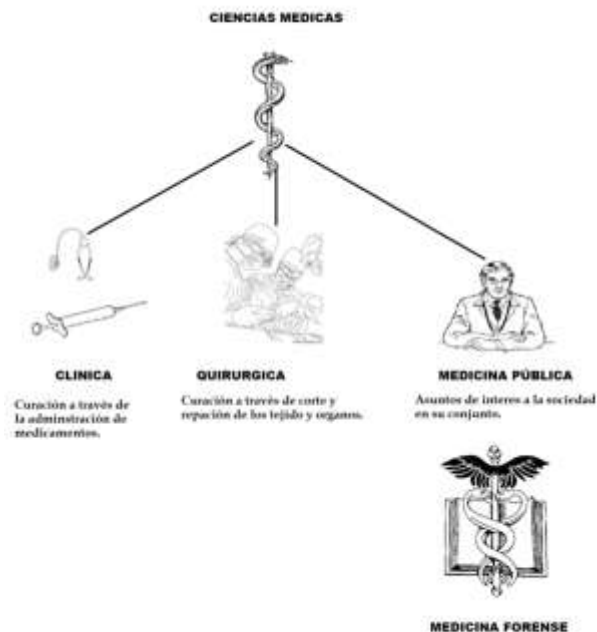 CIENCIAS MEDICAS
CLINICA
Curación a través de
la adminstración de
medicamentos.
QUIRURGICA
Curación a través de corte y
repación de los tejido y organos.
MEDICINA PÚBLICA
Asuntos de interes a la sociedad
en su conjunto.
MEDICINA FORENSE